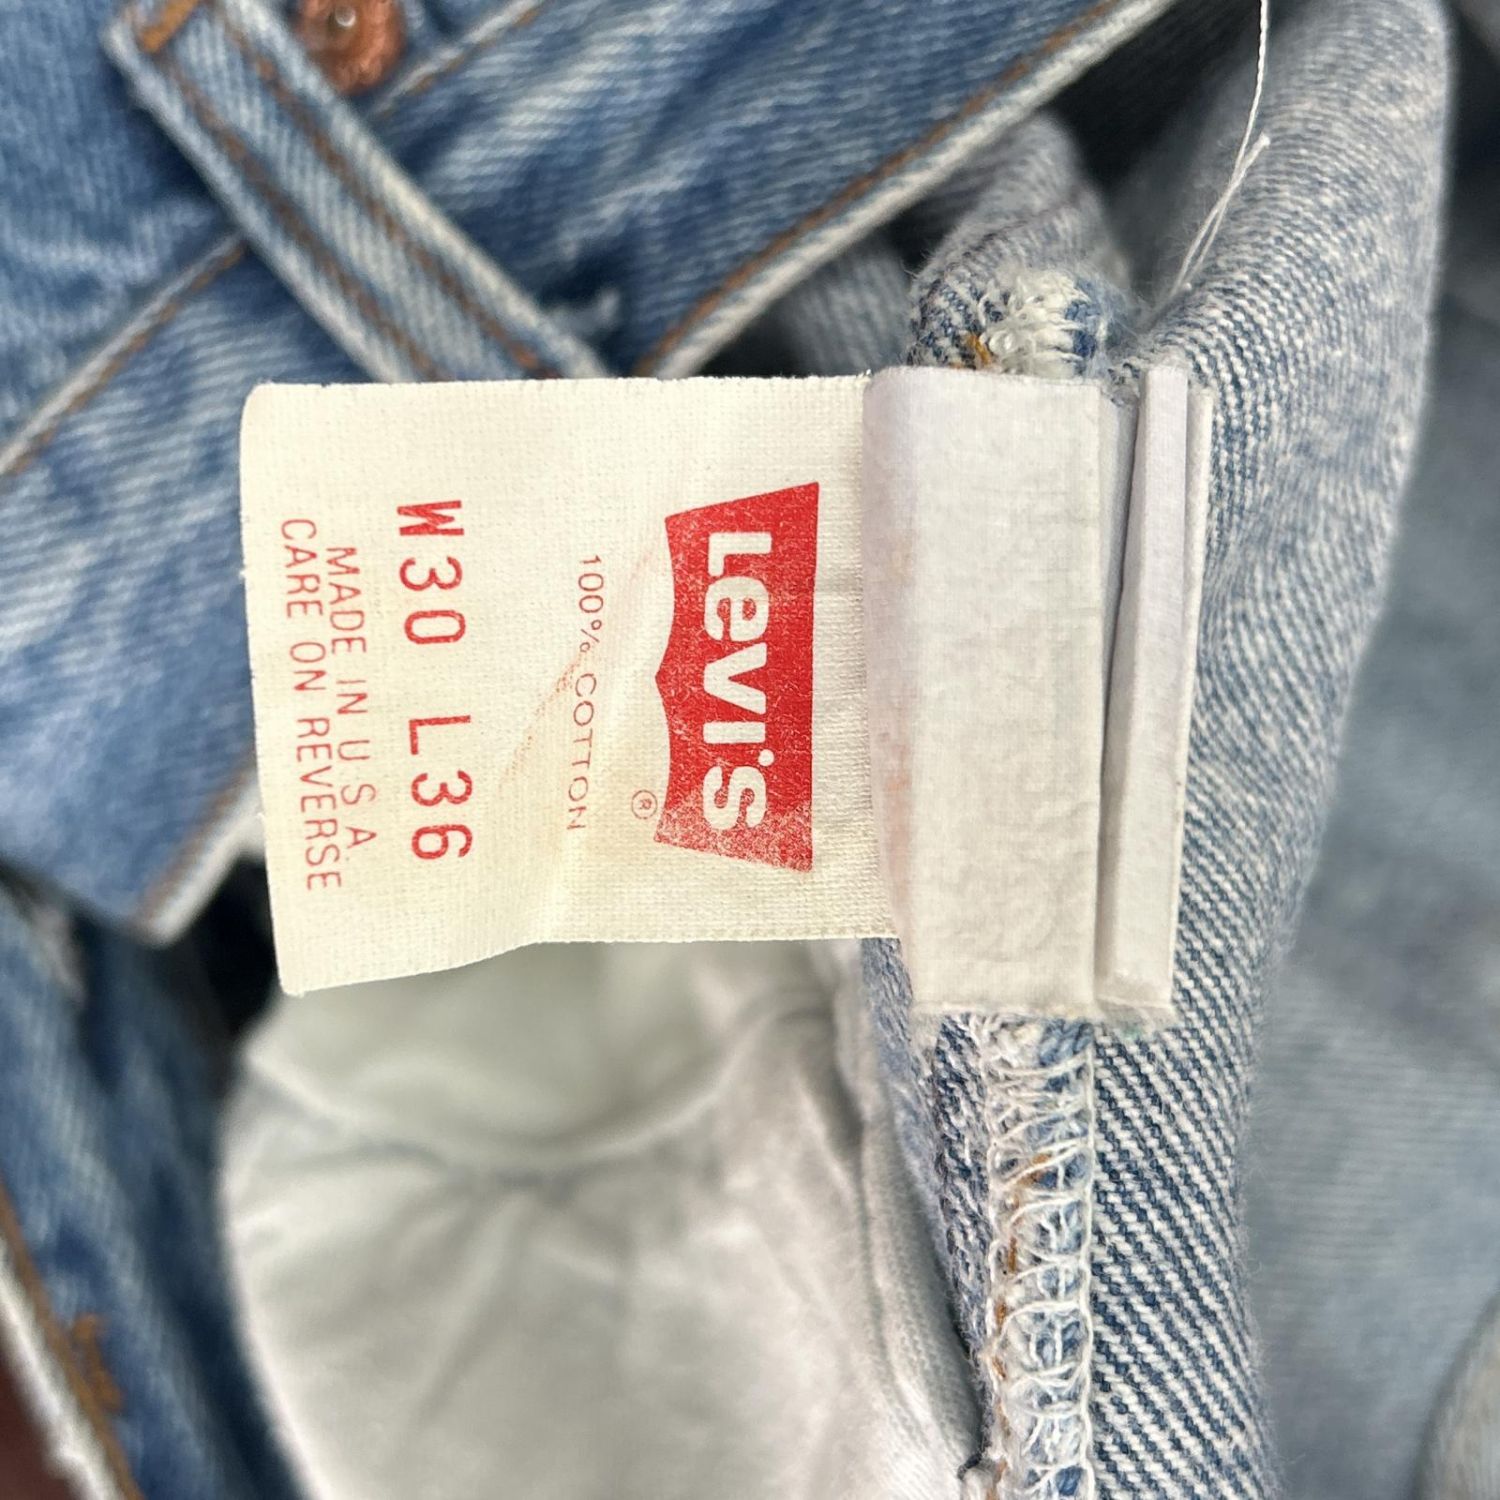 Levi's
®
100% COTTON
W30 L36
MADE IN U S A.
CARE ON REVERSE